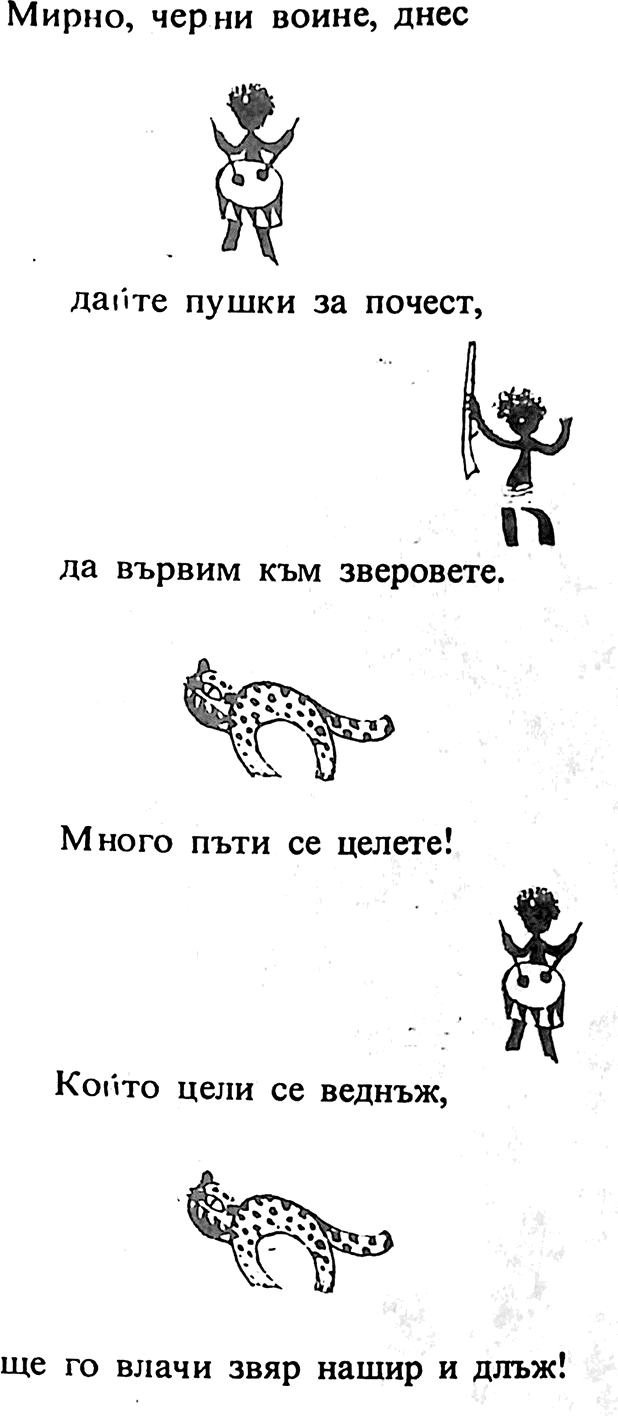 Мирно, черни воине, днес
дайте пушки за почест,
да вървим към зверовете.
Много пъти се целете!
Който цели се веднъж,
ще го влачи звяр нашир и длъж!